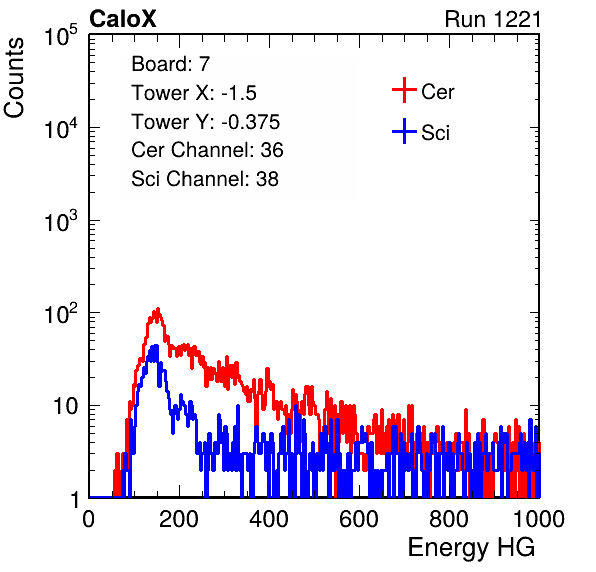 CaloX Run 1221
Counts
10^5
10^4
10^3
10^2
10
1
Board: 7
Tower X: -1.5
Tower Y: -0.375
Cer Channel: 36
Sci Channel: 38
Cer
Sci
0 200 400 600 800 1000
Energy HG